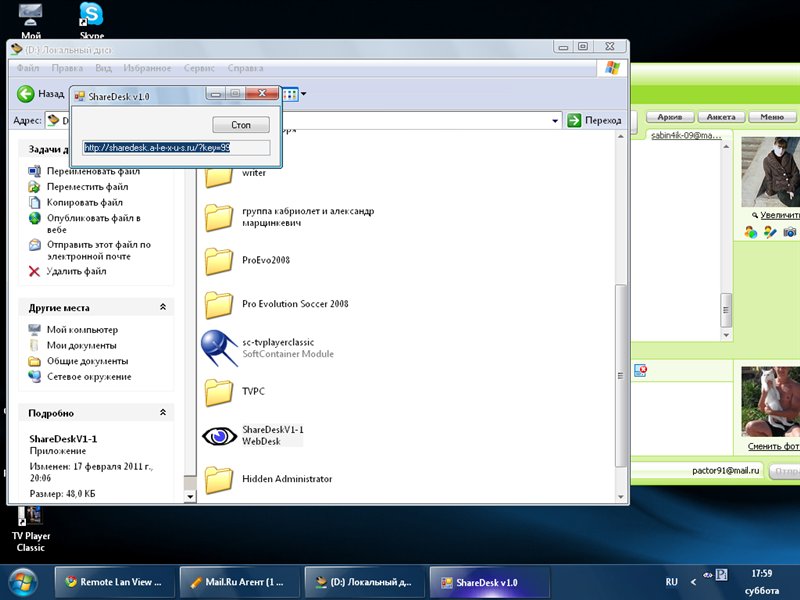 Мой
Skype
(D:) Локальный диск
Файл Правка Вид Избранное Сервис Справка
Назад
ShareDesk v1.0
Стоп
http://sharedesk.a-l-e-x-u-s.ru/?key=99
Адрес:
Переход
Переименовать файл
Переместить файл
Копировать файл
Опубликовать файл в
вебе
Отправить этот файл по
электронной почте
Удалить файл
Другие места
Мой компьютер
Мои документы
Общие документы
Сетевое окружение
Подробно
ShareDeskV1-1
Приложение
Изменен: 17 февраля 2011 г.,
20:06
Размер: 48,0 КБ
writer
группа кабриолет и александр
марцинкевич
ProEvo2008
Pro Evolution Soccer 2008
sc-tvplayerclassic
SoftContainer Module
TVPC
ShareDeskV1-1
WebDesk
Hidden Administrator
Архив Анкета Меню
sabin4ik-09@ma...
Увеличить
Сменить фот
pactor91@mail.ru
TV Player
Classic
Remote Lan View ...
Mail.Ru Агент (1 ...
(D:) Локальный д...
ShareDesk v1.0
RU
17:59
суббота